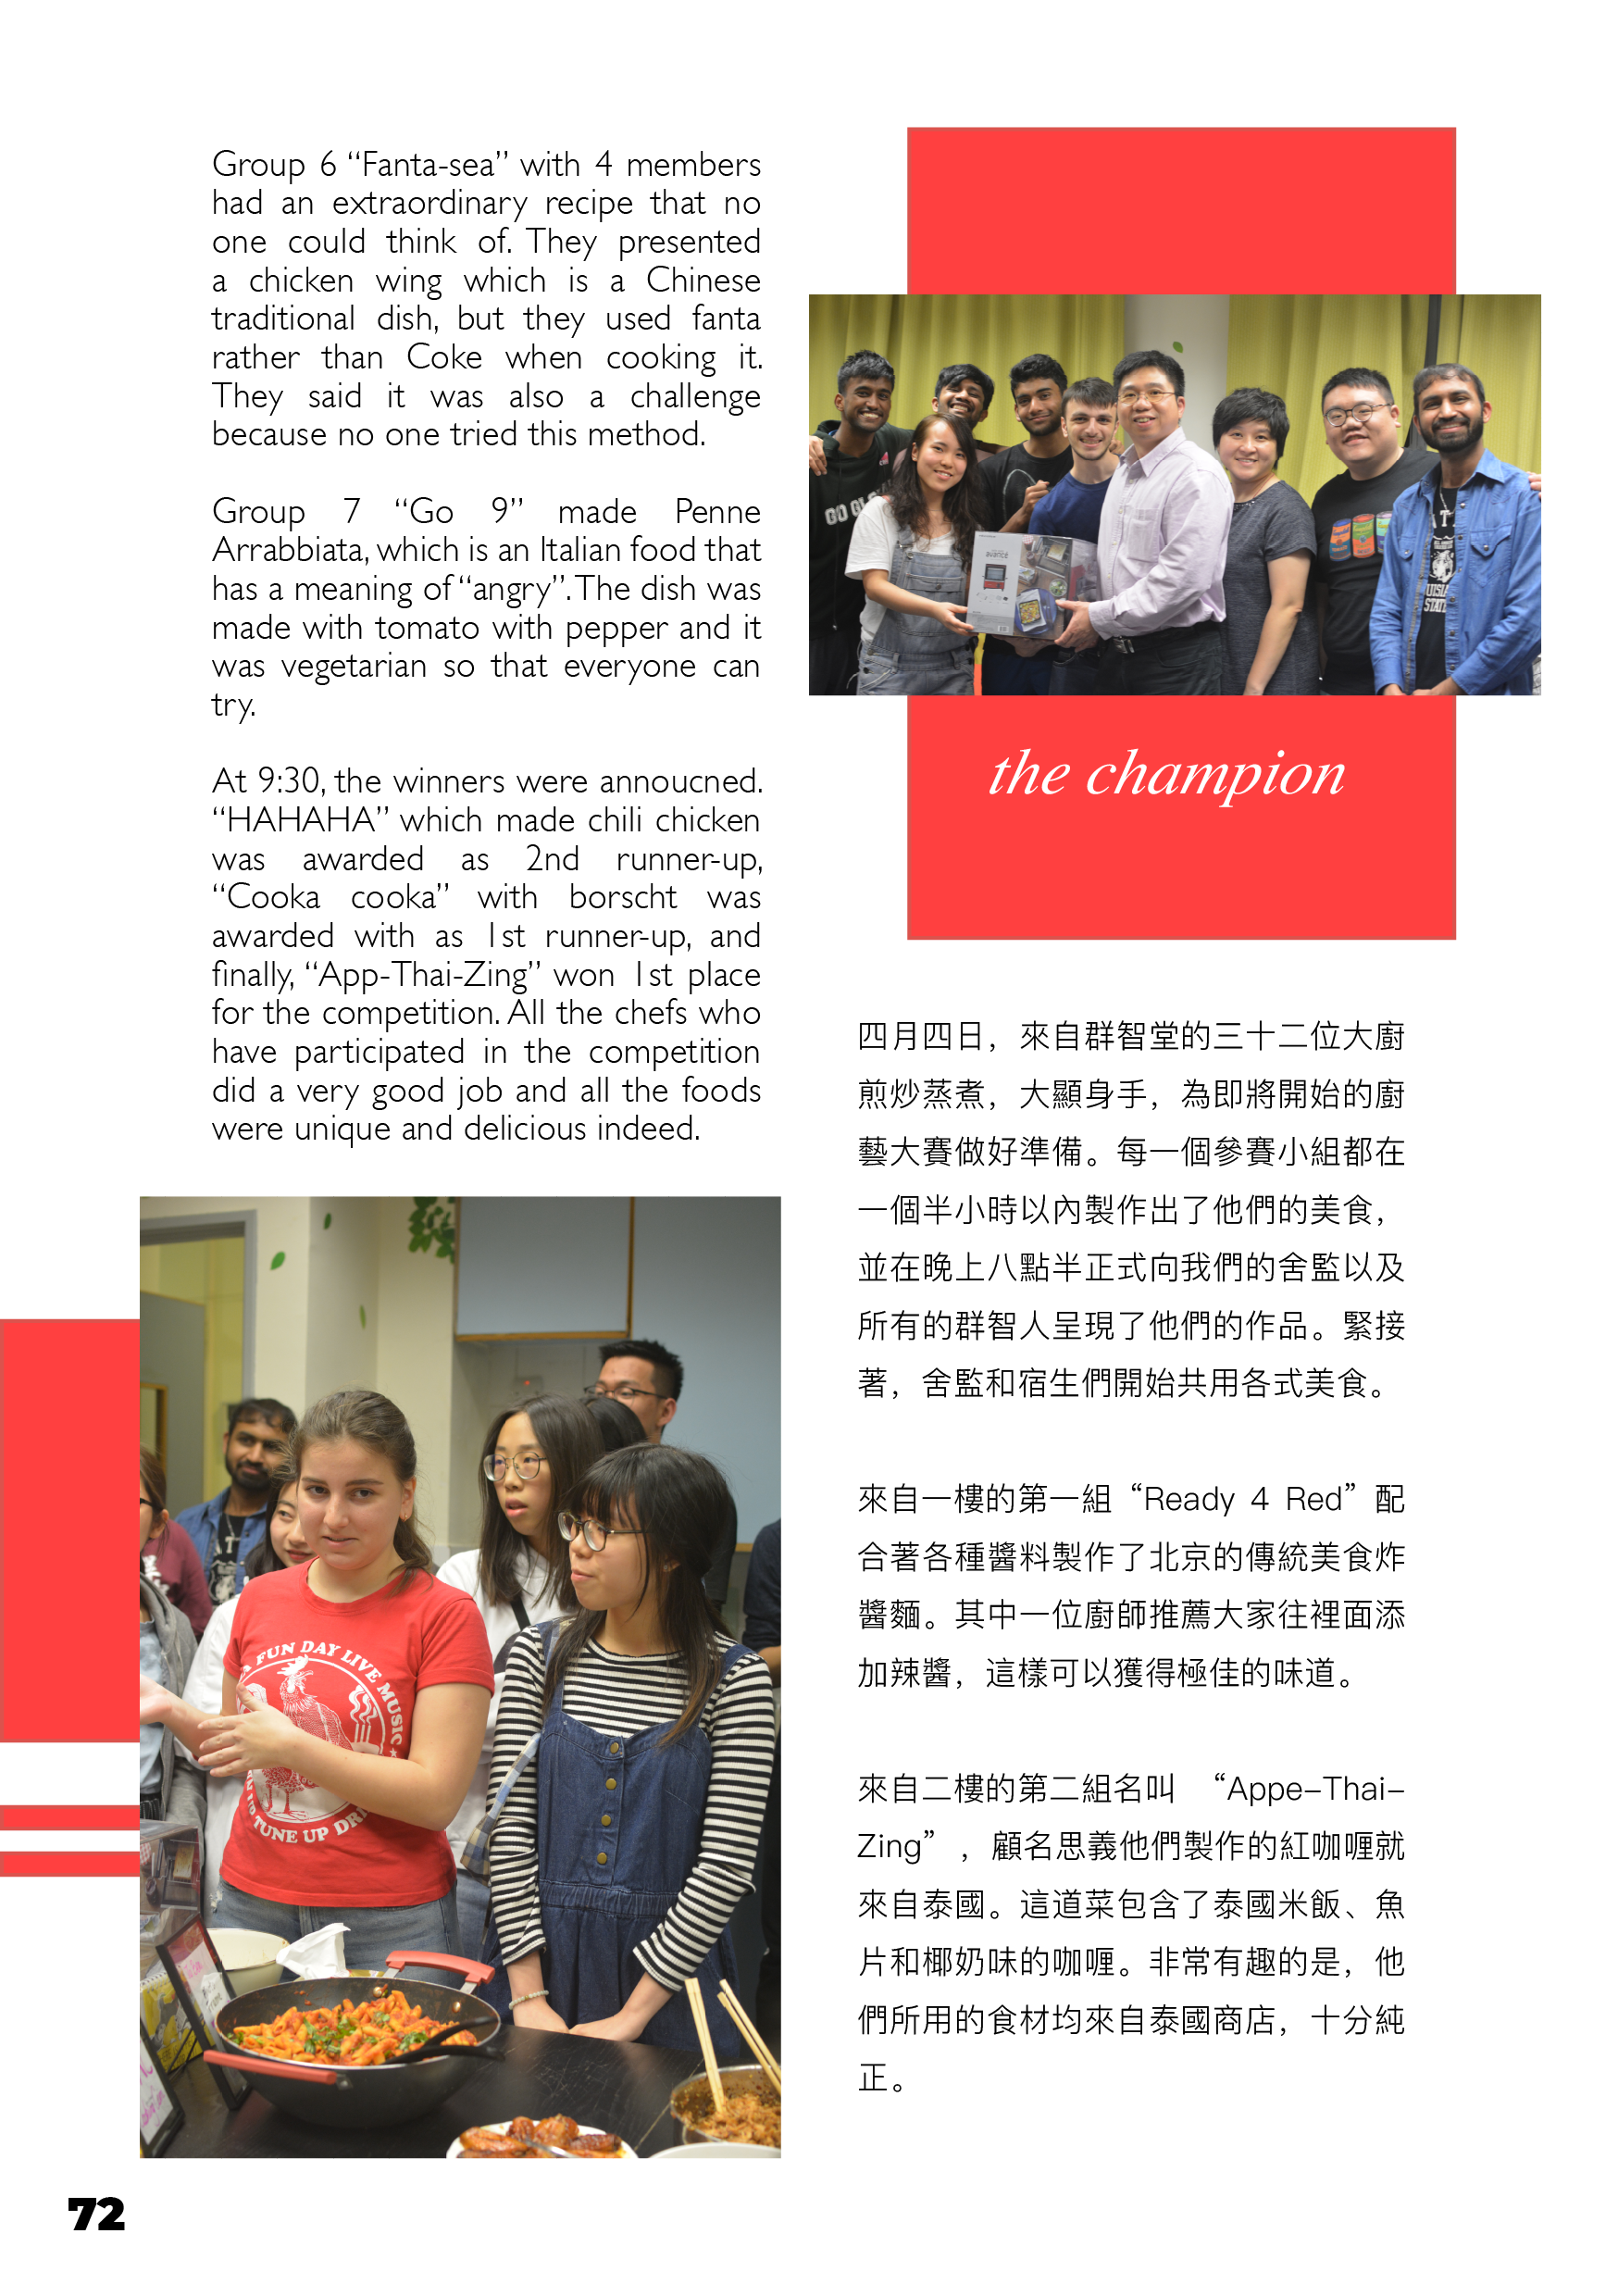 Group 6 “Fanta-sea” with 4 members
had an extraordinary recipe that no
one could think of. They presented
a chicken wing which is a Chinese
traditional dish, but they used fanta
rather than Coke when cooking it.
They said it was also a challenge
because no one tried this method.
Group 7 “Go 9” made Penne
Arrabbiata, which is an Italian food that
has a meaning of “angry”. The dish was
made with tomato with pepper and it
was vegetarian so that everyone can
try.
At 9:30, the winners were annoucned.
“HAHAHA” which made chili chicken
was awarded as 2nd runner-up,
“Cooka cooka” with borscht was
awarded with as 1st runner-up, and
finally, “App-Thai-Zing” won 1st place
for the competition. All the chefs who
have participated in the competition
did a very good job and all the foods
were unique and delicious indeed.
FUN DAY LIVE MUSIC
TUNE UP
GO
avance
the champion
四月四日，來自群智堂的三十二位大廚
煎炒蒸煮，大顯身手，為即將開始的廚
藝大賽做好準備。每一個參賽小組都在
一個半小時以內製作出了他們的美食，
並在晚上八點半正式向我們的舍監以及
所有的群智人呈現了他們的作品。緊接
著，舍監和宿生們開始共用各式美食。
來自一樓的第一組“Ready 4 Red”配
合著各種醬料製作了北京的傳統美食炸
醬麵。其中一位廚師推薦大家往裡面添
加辣醬，這樣可以獲得極佳的味道。
來自二樓的第二組名叫 “Appe-Thai-
Zing”，顧名思義他們製作的紅咖喱就
來自泰國。這道菜包含了泰國米飯、魚
片和椰奶味的咖喱。非常有趣的是，他
們所用的食材均來自泰國商店，十分純
正。
72